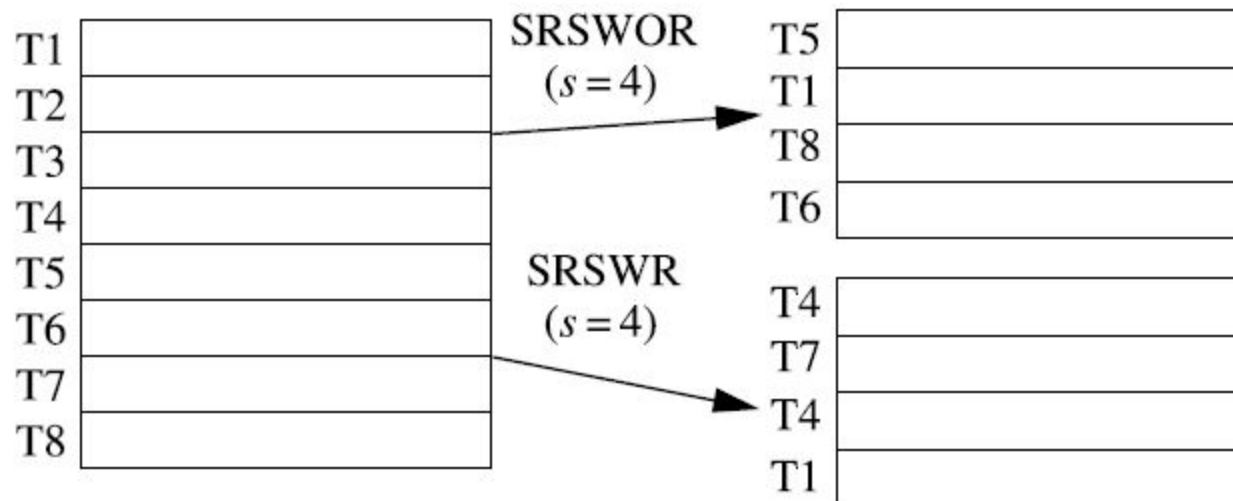 T1
T2
T3
T4
T5
T6
T7
T8
SRSWOR
(s = 4)
SRSWR
(s = 4)
T5
T1
T8
T6
T4
T7
T4
T1